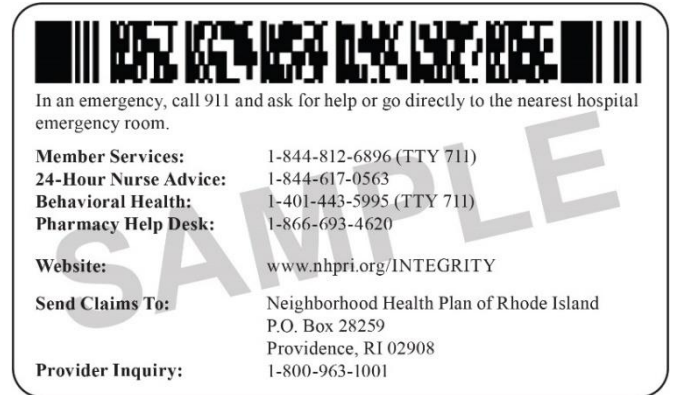 In an emergency, call 911 and ask for help or go directly to the nearest hospital
emergency room.
Member Services: 1-844-812-6896 (TTY 711)
24-Hour Nurse Advice: 1-844-617-0563
Behavioral Health: 1-401-443-5995 (TTY 711)
Pharmacy Help Desk: 1-866-693-4620
Website: www.nhpri.org/INTEGRITY
Send Claims To: Neighborhood Health Plan of Rhode Island
P.O. Box 28259
Providence, RI 02908
Provider Inquiry: 1-800-963-1001
SAMPLE